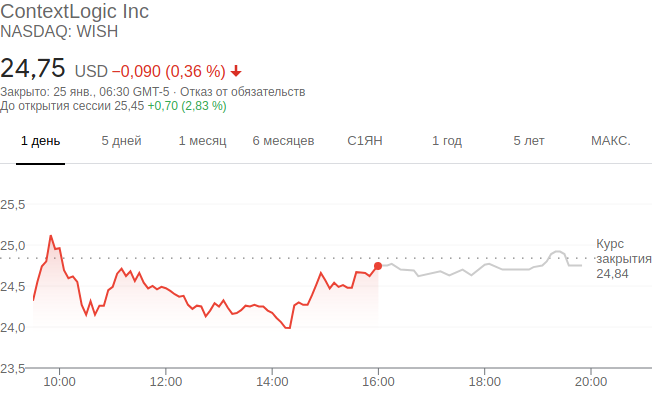 ContextLogic Inc
NASDAQ: WISH
24,75 USD −0,090 (0,36 %)
Закрыто: 25 янв., 06:30 GMT-5 · Отказ от обязательств
До открытия сессии 25,45 +0,70 (2,83 %)
1 день 5 дней 1 месяц 6 месяцев С1ЯН 1 год 5 лет МАКС.
25,5
25,0
Курс
закрытия
24,84
24,5
24,0
23,5
10:00 12:00 14:00 16:00 18:00 20:00